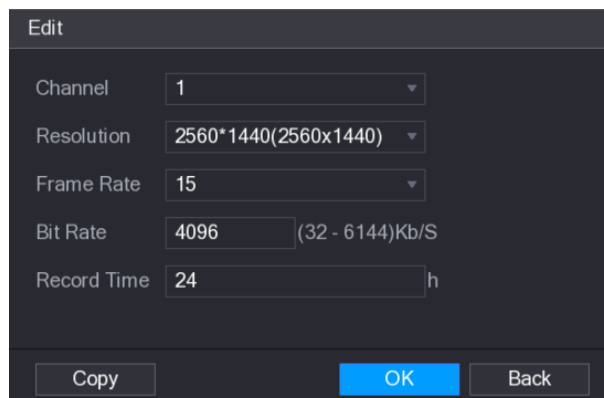 Edit
Channel 1
Resolution 2560*1440(2560x1440)
Frame Rate 15
Bit Rate 4096 (32 - 6144)Kb/S
Record Time 24 h
Copy OK Back